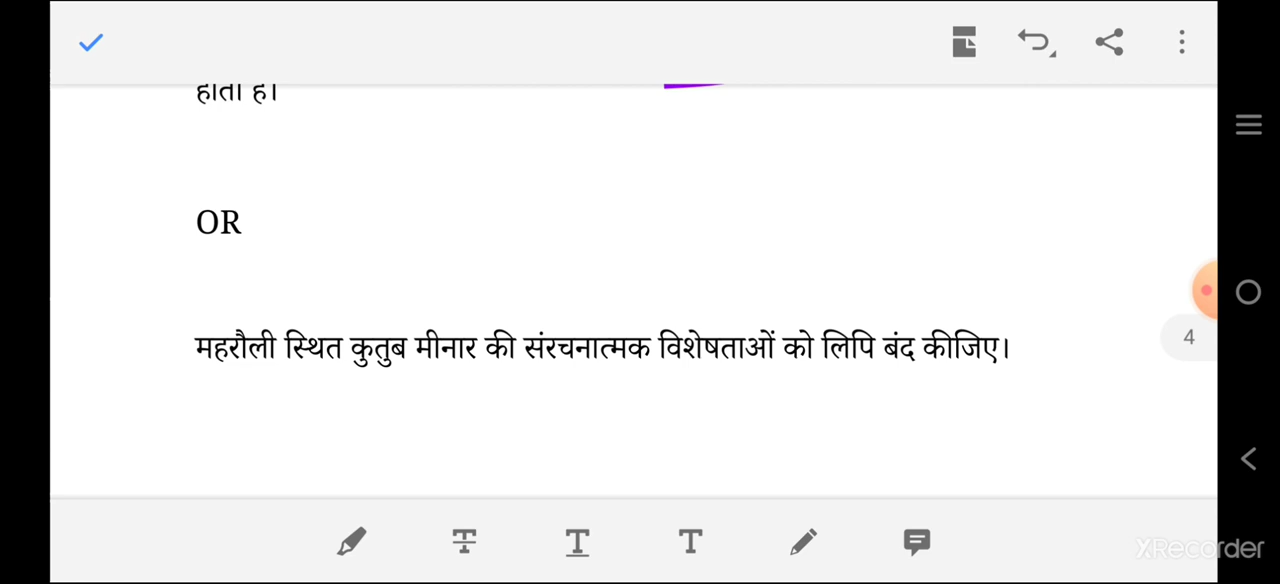 होता है।
OR
महरौली स्थित कुतुब मीनार की संरचनात्मक विशेषताओं को लिपि बंद कीजिए।
4
T T T
XRecorder